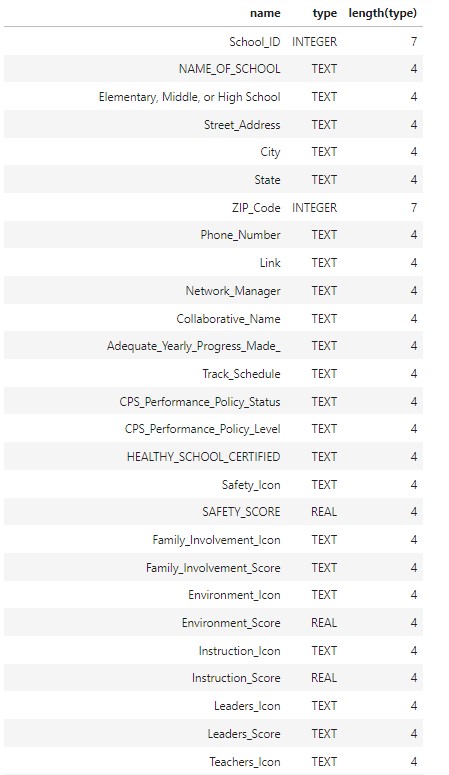 name type length(type)
School_ID INTEGER 7
NAME_OF_SCHOOL TEXT 4
Elementary, Middle, or High School TEXT 4
Street_Address TEXT 4
City TEXT 4
State TEXT 4
ZIP_Code INTEGER 7
Phone_Number TEXT 4
Link TEXT 4
Network_Manager TEXT 4
Collaborative_Name TEXT 4
Adequate_Yearly_Progress_Made_ TEXT 4
Track_Schedule TEXT 4
CPS_Performance_Policy_Status TEXT 4
CPS_Performance_Policy_Level TEXT 4
HEALTHY_SCHOOL_CERTIFIED TEXT 4
Safety_Icon TEXT 4
SAFETY_SCORE REAL 4
Family_Involvement_Icon TEXT 4
Family_Involvement_Score TEXT 4
Environment_Icon TEXT 4
Environment_Score REAL 4
Instruction_Icon TEXT 4
Instruction_Score REAL 4
Leaders_Icon TEXT 4
Leaders_Score TEXT 4
Teachers_Icon TEXT 4